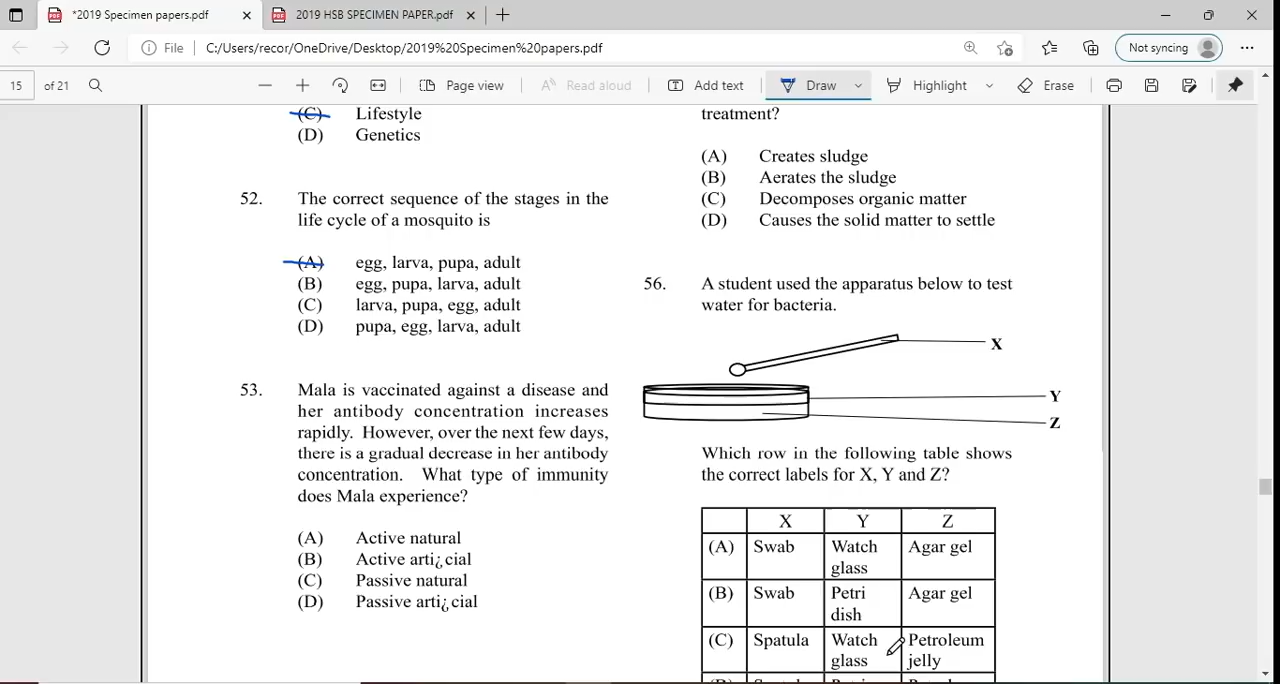 *2019 Specimen papers.pdf
2019 HSB SPECIMEN PAPER.pdf
File
C:/Users/recor/OneDrive/Desktop/2019%20Specimen%20papers.pdf
Not syncing
15
of 21
Page view
Read aloud
Add text
Draw
Highlight
Erase
(C) Lifestyle
(D) Genetics
52. The correct sequence of the stages in the
life cycle of a mosquito is
(A) egg, larva, pupa, adult
(B) egg, pupa, larva, adult
(C) larva, pupa, egg, adult
(D) pupa, egg, larva, adult
53. Mala is vaccinated against a disease and
her antibody concentration increases
rapidly. However, over the next few days,
there is a gradual decrease in her antibody
concentration. What type of immunity
does Mala experience?
(A) Active natural
(B) Active arti¿cial
(C) Passive natural
(D) Passive arti¿cial
treatment?
(A) Creates sludge
(B) Aerates the sludge
(C) Decomposes organic matter
(D) Causes the solid matter to settle
56. A student used the apparatus below to test
water for bacteria.
X
Y
Z
Which row in the following table shows
the correct labels for X, Y and Z?
X Y Z
(A) Swab Watch Agar gel
glass
(B) Swab Petri Agar gel
dish
(C) Spatula Watch Petroleum
glass jelly